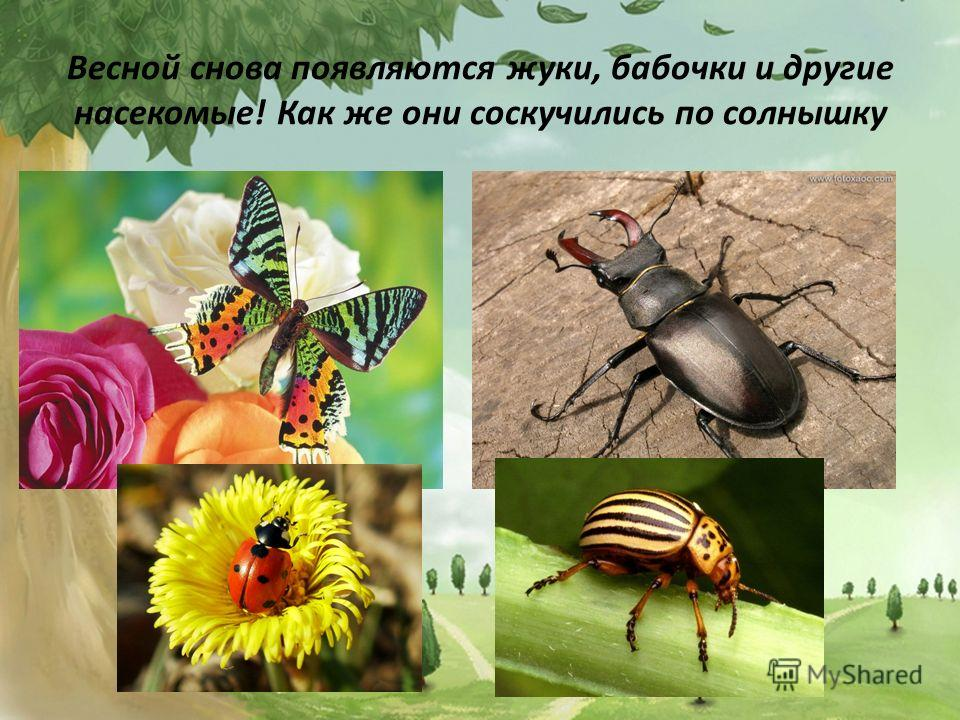 Весной снова появляются жуки, бабочки и другие
насекомые! Как же они соскучились по солнышку
www.fotoxaoc.com
MyShared